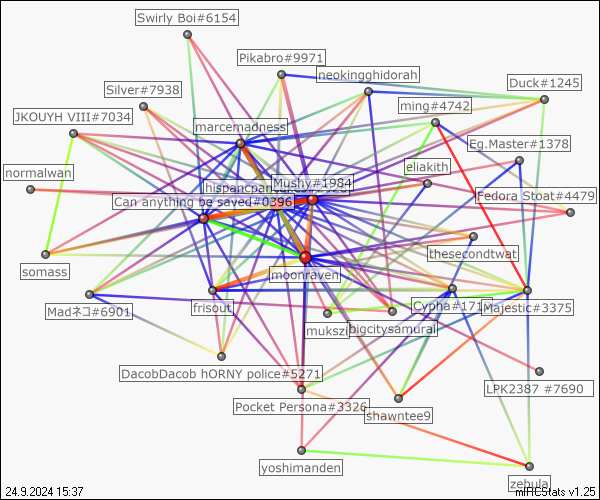 Swirly Boi#6154
Pikabro#9971
neokingghidorah
Duck#1245
Silver#7938
ming#4742
JKOUYH VIII#7034
marcemadness
Eg.Master#1378
eliakith
normalwan
Mushy#1984
Fedora Stoat#4479
Can anything be saved#0396
thesecondtwat
somass
moonraven
Madネコ#6901
frisout
Cypha#171
Majestic#3375
mukszi
bigcitysamurai
DacobDacob hORNY police#5271
LPK2387 #7690
Pocket Persona#3326
shawntee9
yoshimanden
zebula
24.9.2024 15:37
mIRCStats v1.25